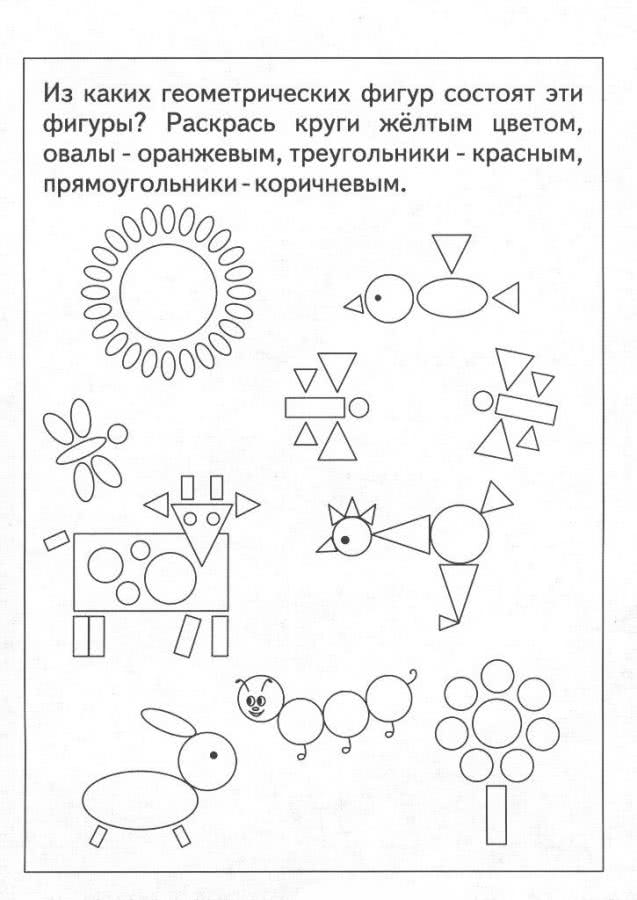 Из каких геометрических фигур состоят эти
фигуры? Раскрась круги жёлтым цветом,
овалы - оранжевым, треугольники - красным,
прямоугольники - коричневым.